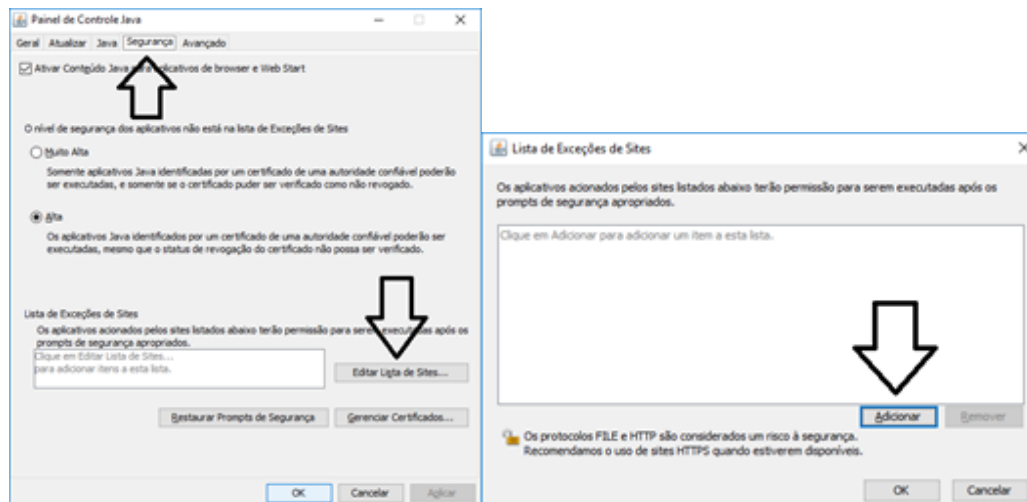 Painel de Controle Java
Geral Atualizar Java Segurança Avançado
Ativar Conteúdo Java para aplicativos de browser e Web Start
O nível de segurança dos aplicativos não está na lista de Exceções de Sites
Muito Alta
Somente aplicativos Java identificadas por um certificado de uma autoridade confiável poderão
ser executadas, e somente se o certificado puder ser verificado como não revogado.
Alta
Os aplicativos Java identificados por um certificado de uma autoridade confiável poderão ser
executadas, mesmo que o status de revogação do certificado não possa ser verificado.
Lista de Exceções de Sites
Os aplicativos acionados pelos sites listados abaixo terão permissão para serem executadas após os
prompts de segurança apropriados.
Clique em Editar Lista de Sites...
para adicionar itens a esta lista.
Editar Lista de Sites...
Restaurar Prompts de Segurança Gerenciar Certificados...
OK Cancelar Aplicar
Lista de Exceções de Sites
Os aplicativos acionados pelos sites listados abaixo terão permissão para serem executadas após os
prompts de segurança apropriados.
Clique em Adicionar para adicionar um item a esta lista.
Adicionar Remover
Os protocolos FILE e HTTP são considerados um risco à segurança.
Recomendamos o uso de sites HTTPS quando estiverem disponíveis.
OK Cancelar